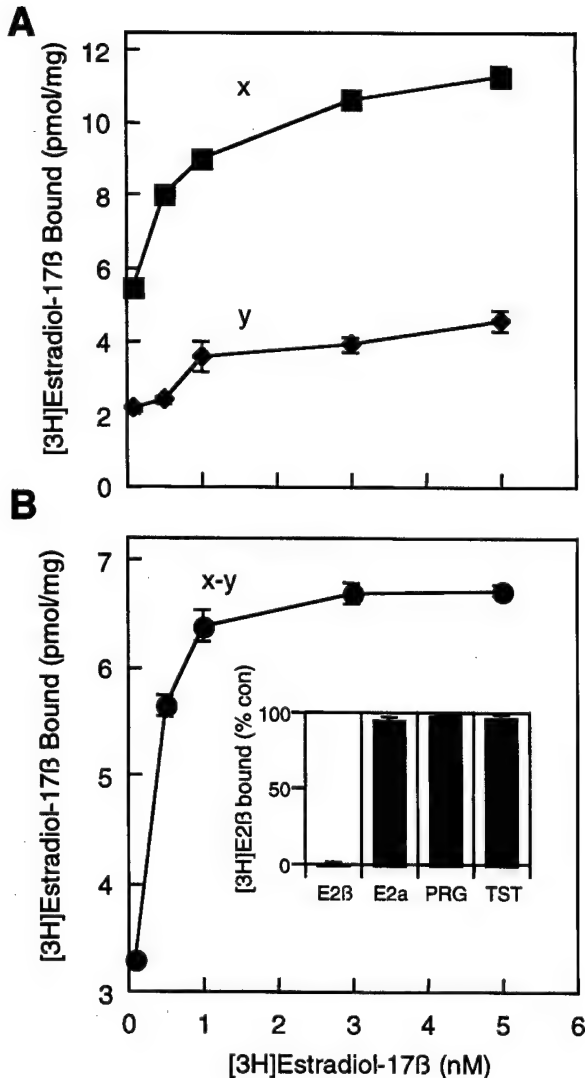 A
[3H]Estradiol-17ß Bound (pmol/mg)
12
10
8
6
4
2
0
x
y
B
[3H]Estradiol-17ß Bound (pmol/mg)
7
6
5
4
3
x-y
[3H]E2ß bound (% con)
100
50
0
E2ß E2a PRG TST
0 1 2 3 4 5 6
[3H]Estradiol-17ß (nM)